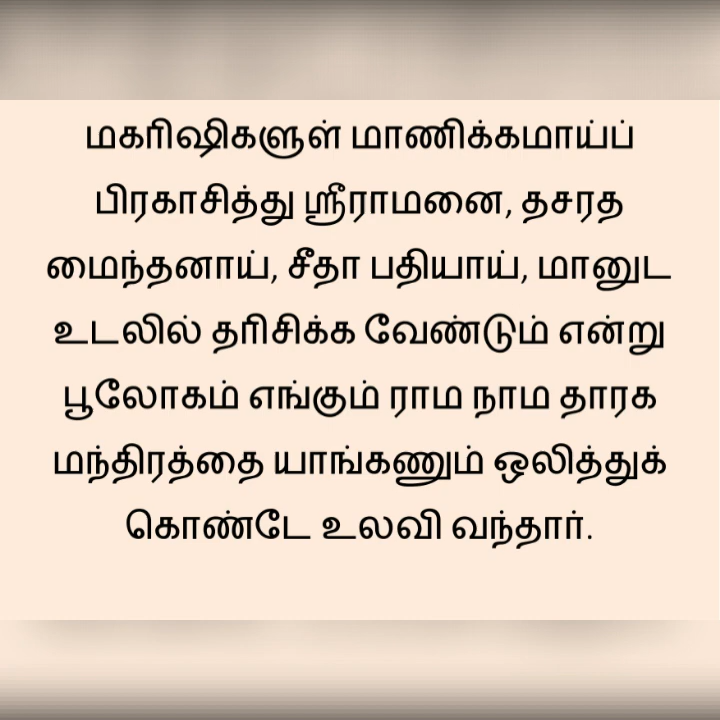 மகரிஷிகளுள் மாணிக்கமாய்ப்
பிரகாசித்து ஸ்ரீராமனை, தசரத
மைந்தனாய், சீதா பதியாய், மானுட
உடலில் தரிசிக்க வேண்டும் என்று
பூலோகம் எங்கும் ராம நாம தாரக
மந்திரத்தை யாங்கணும் ஒலித்துக்
கொண்டே உலவி வந்தார்.